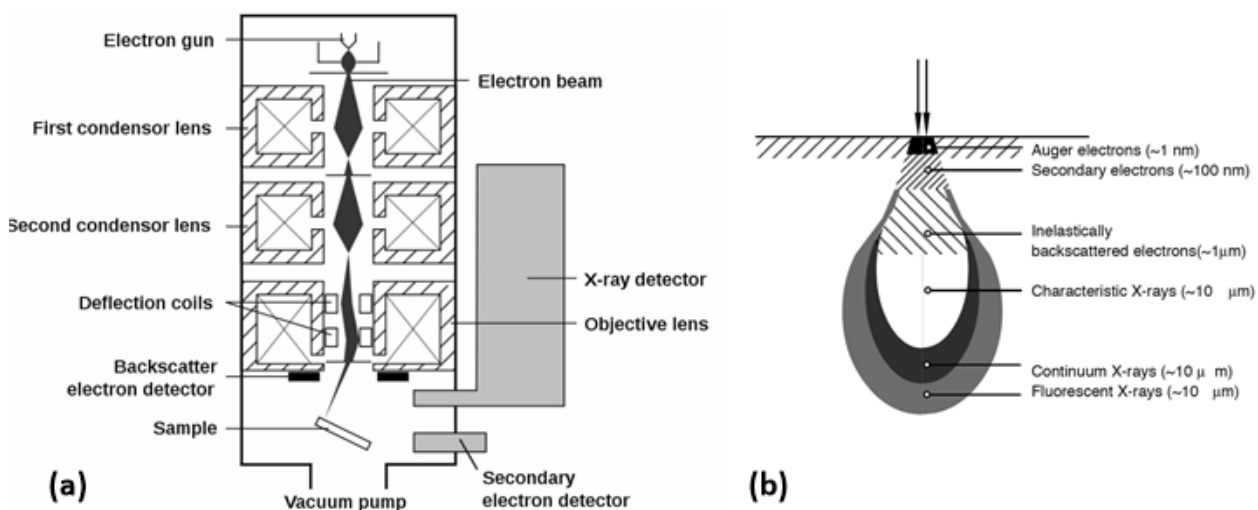 Electron gun
Electron beam
First condensor lens
Second condensor lens
X-ray detector
Deflection coils
Objective lens
Backscatter
electron detector
Sample
Secondary
electron detector
Vacuum pump
(a)
Auger electrons (~1 nm)
Secondary electrons (~100 nm)
Inelastically
backscattered electrons(~1μm)
Characteristic X-rays (~10 μm)
Continuum X-rays (~10 μ m)
Fluorescent X-rays (~10 μm)
(b)